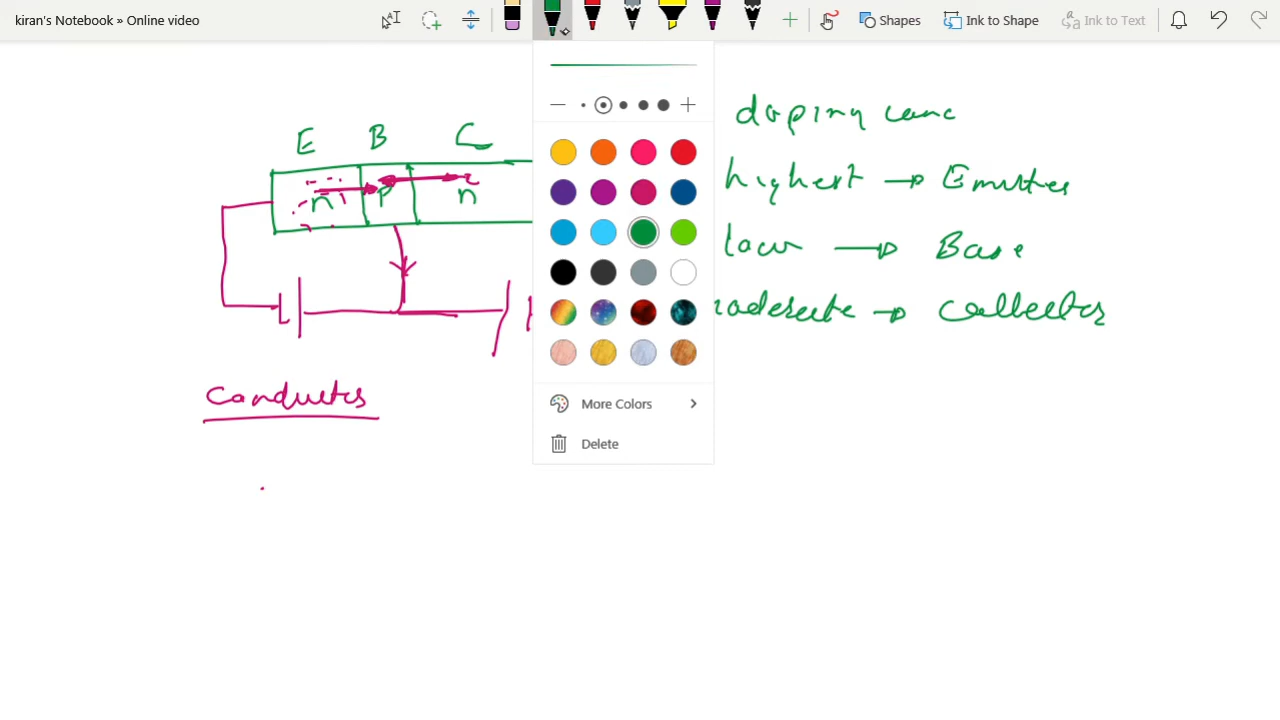 kiran's Notebook » Online video
Shapes
Ink to Shape
Ink to Text
E B C
doping conc
n p n
highest → Emitter
low → Base
moderate → Collector
Conductor
More Colors
Delete